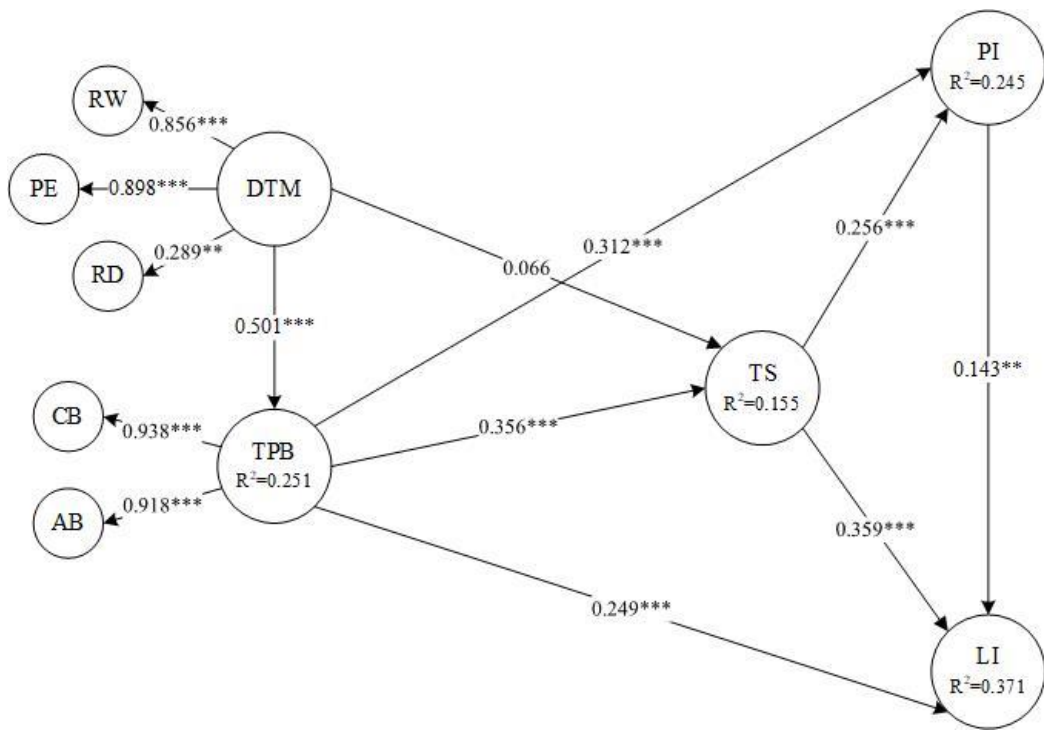 PI
R²=0.245
RW
0.856***
PE
0.898***
DTM
RD
0.289**
0.312***
0.256***
0.066
0.501***
0.143**
TS
R²=0.155
CB
0.938***
TPB
R²=0.251
0.356***
AB
0.918***
0.359***
0.249***
LI
R²=0.371